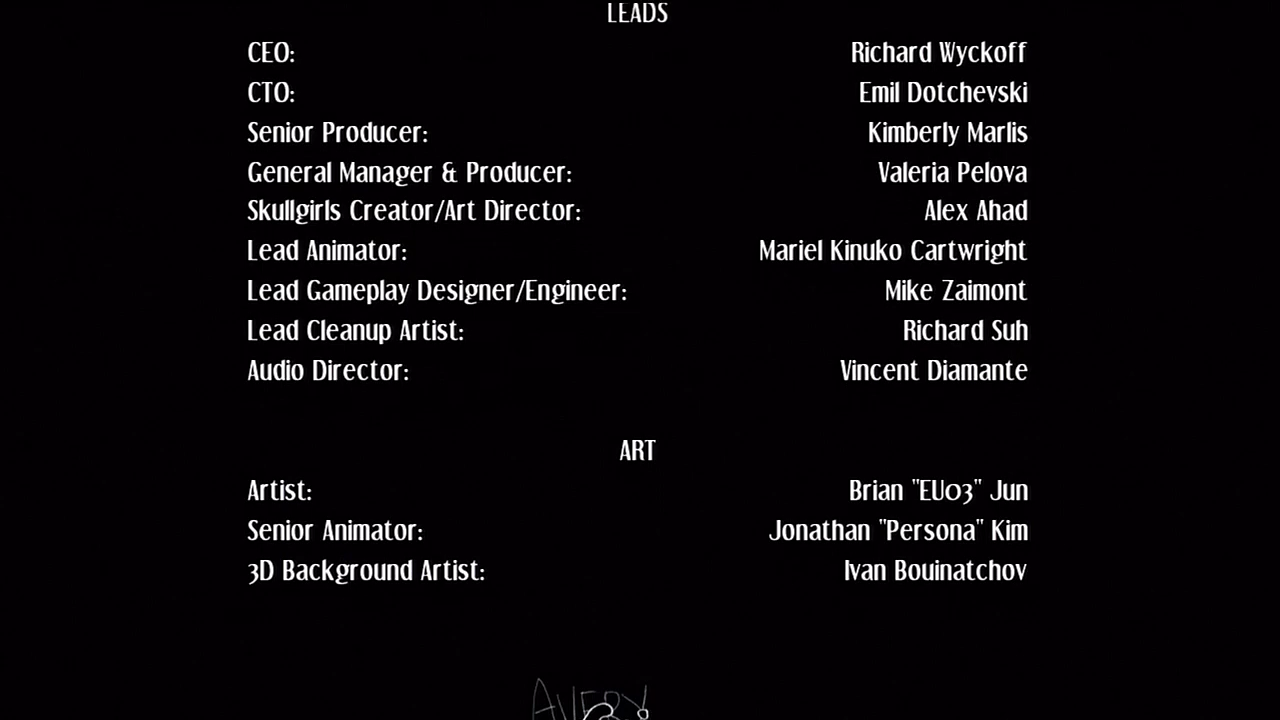 LEADS
CEO: Richard Wyckoff
CTO: Emil Dotchevski
Senior Producer: Kimberly Marlis
General Manager & Producer: Valeria Pelova
Skullgirls Creator/Art Director: Alex Ahad
Lead Animator: Mariel Kinuko Cartwright
Lead Gameplay Designer/Engineer: Mike Zaimont
Lead Cleanup Artist: Richard Suh
Audio Director: Vincent Diamante
ART
Artist: Brian "EU03" Jun
Senior Animator: Jonathan "Persona" Kim
3D Background Artist: Ivan Bouinatchov
AVERY